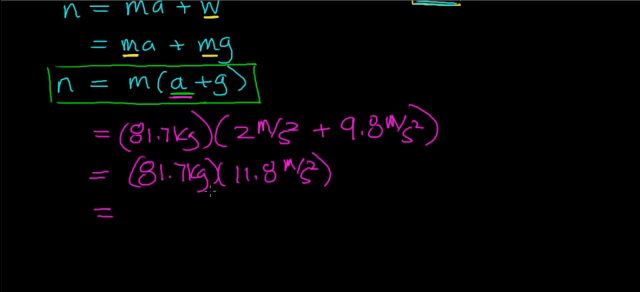 n = ma + w
= ma + mg
n = m(a+g)
= (81.7kg)(2 m/s² + 9.8 m/s²)
= (81.7kg)(11.8 m/s²)
=